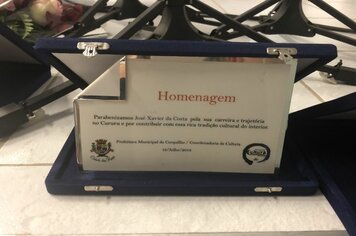 Homenagem
Parabenizamos José Xavier da Costa pela sua carreira e trajetória
no Cururu e por contribuir com essa rica tradição cultural do interior
Prefeitura Municipal de Cerquilho / Coordenadoria de Cultura